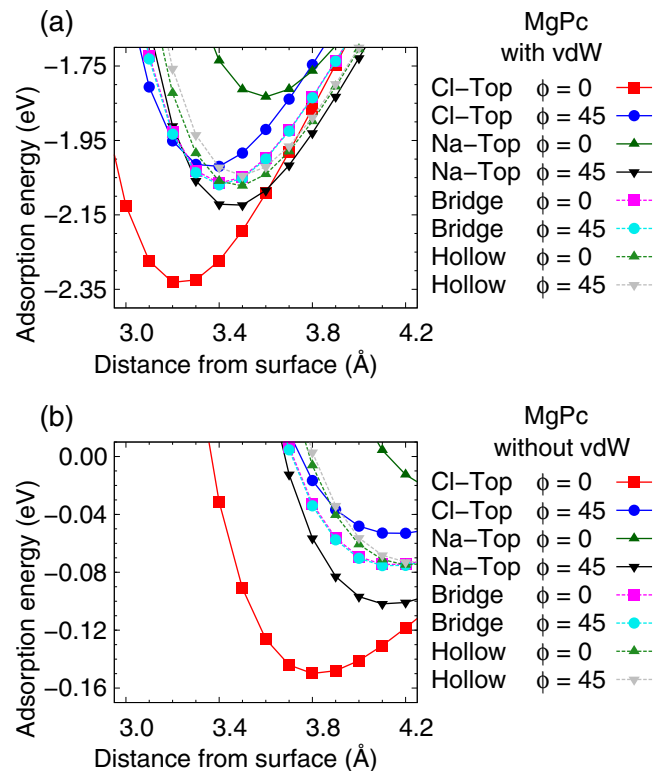 (a)
MgPc
with vdW
Adsorption energy (eV)
−1.75
−1.95
−2.15
−2.35
3.0 3.4 3.8 4.2
Distance from surface (Å)
Cl−Top ϕ = 0
Cl−Top ϕ = 45
Na−Top ϕ = 0
Na−Top ϕ = 45
Bridge ϕ = 0
Bridge ϕ = 45
Hollow ϕ = 0
Hollow ϕ = 45
(b)
MgPc
without vdW
Adsorption energy (eV)
0.00
−0.04
−0.08
−0.12
−0.16
3.0 3.4 3.8 4.2
Distance from surface (Å)
Cl−Top ϕ = 0
Cl−Top ϕ = 45
Na−Top ϕ = 0
Na−Top ϕ = 45
Bridge ϕ = 0
Bridge ϕ = 45
Hollow ϕ = 0
Hollow ϕ = 45